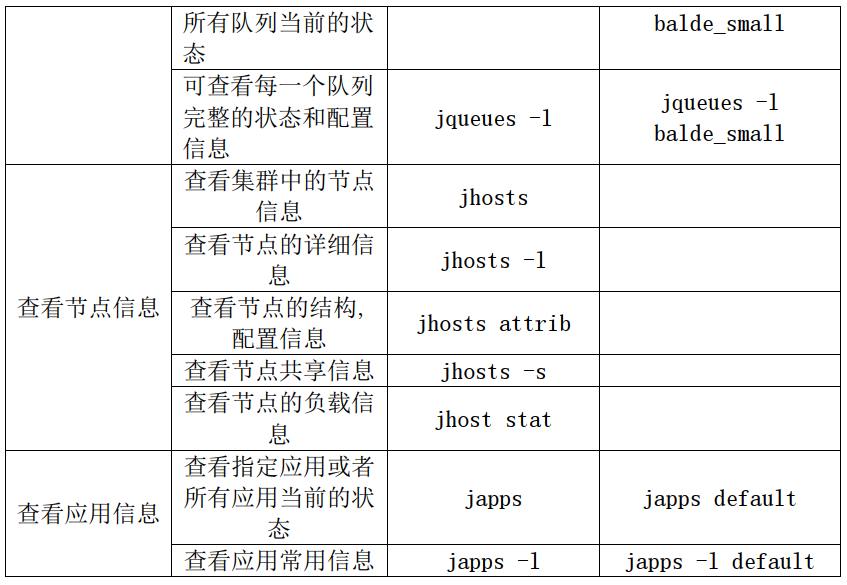 所有队列当前的状
态
balde_small
可查看每一个队列
完整的状态和配置
信息
jqueues -l
jqueues -l
balde_small
查看节点信息
查看集群中的节点
信息
jhosts
查看节点的详细信
息
jhosts -l
查看节点的结构,
配置信息
jhosts attrib
查看节点共享信息
jhosts -s
查看节点的负载信
息
jhost stat
查看应用信息
查看指定应用或者
所有应用当前的状
态
japps
japps default
查看应用常用信息
japps -l
japps -l default